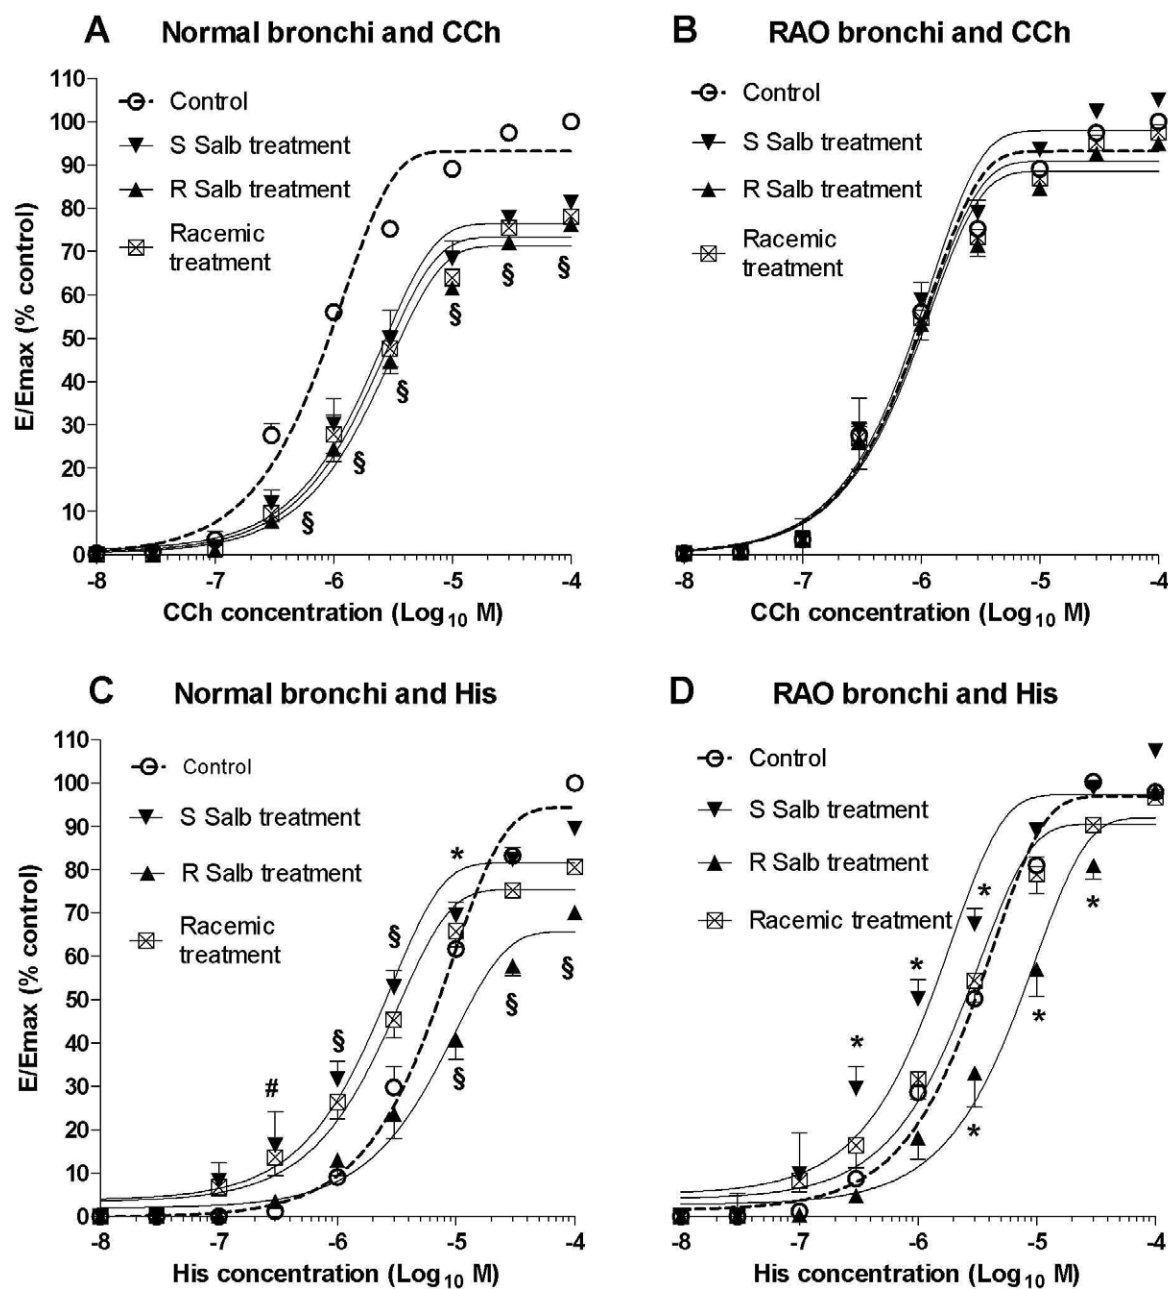 A Normal bronchi and CCh
110
100
90
80
70
60
50
40
30
20
10
0
E/Emax (% control)
Control
S Salb treatment
R Salb treatment
Racemic
treatment
§
§
§
§
§
§
-8 -7 -6 -5 -4
CCh concentration (Log10 M)
B RAO bronchi and CCh
Control
S Salb treatment
R Salb treatment
Racemic
treatment
-8 -7 -6 -5 -4
CCh concentration (Log10 M)
C Normal bronchi and His
110
100
90
80
70
60
50
40
30
20
10
0
E/Emax (% control)
Control
S Salb treatment
R Salb treatment
Racemic
treatment
#
§
§
*
§
§
§
-8 -7 -6 -5 -4
His concentration (Log10 M)
D RAO bronchi and His
Control
S Salb treatment
R Salb treatment
Racemic treatment
*
*
*
*
*
*
-8 -7 -6 -5 -4
His concentration (Log10 M)